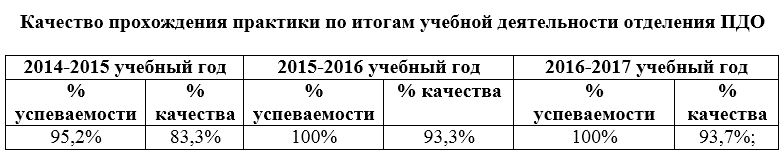 Качество прохождения практики по итогам учебной деятельности отделения ПДО
2014-2015 учебный год 2015-2016 учебный год 2016-2017 учебный год
% успеваемости % качества % успеваемости % качества % успеваемости % качества
95,2% 83,3% 100% 93,3% 100% 93,7%;